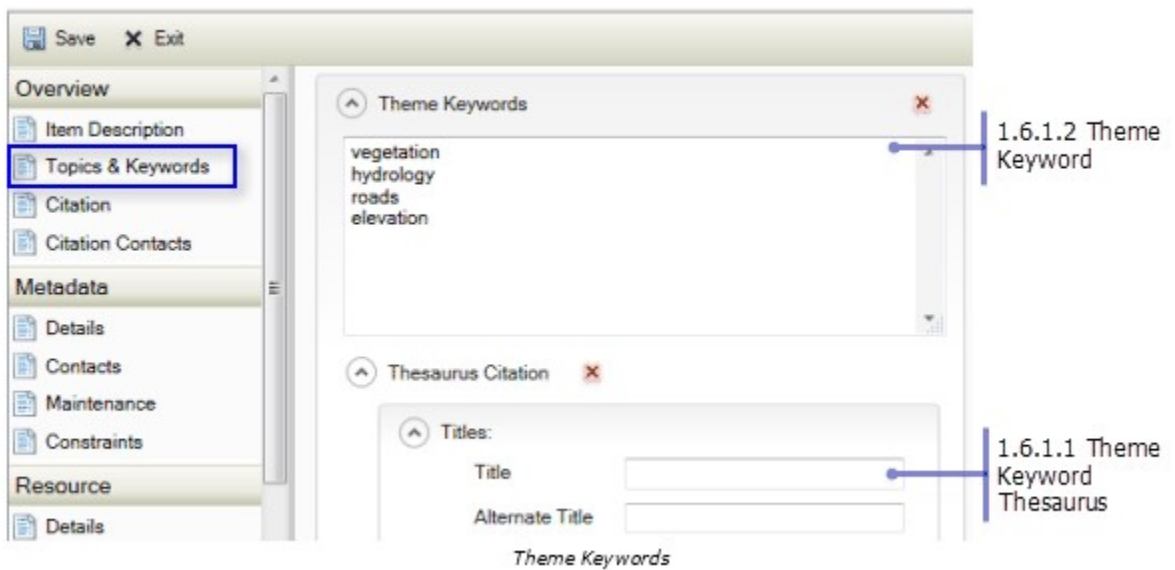 Save X Exit
Overview
Item Description
Topics & Keywords
Citation
Citation Contacts
Metadata
Details
Contacts
Maintenance
Constraints
Resource
Details
Theme Keywords
vegetation
hydrology
roads
elevation
Thesaurus Citation
Titles:
Title
Alternate Title
1.6.1.2 Theme
Keyword
1.6.1.1 Theme
Keyword
Thesaurus
Theme Keywords